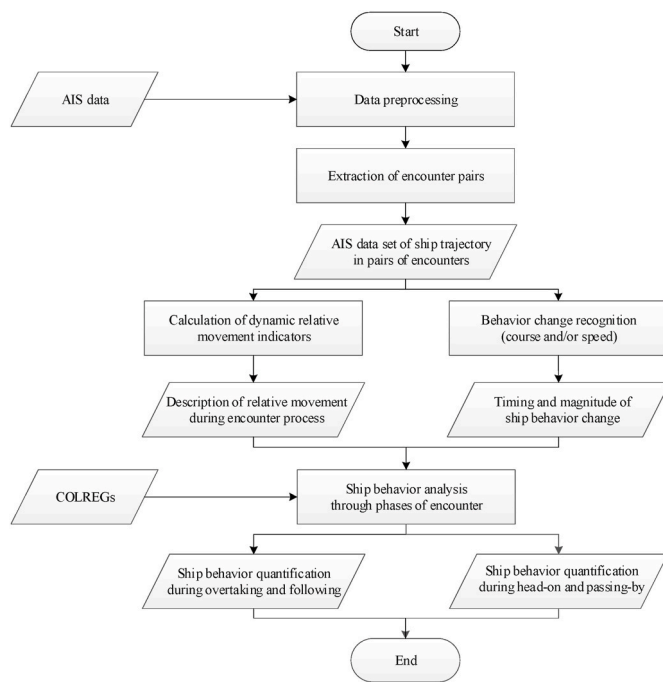 Start
AIS data
Data preprocessing
Extraction of encounter pairs
AIS data set of ship trajectory
in pairs of encounters
Calculation of dynamic relative
movement indicators
Behavior change recognition
(course and/or speed)
Description of relative movement
during encounter process
Timing and magnitude of
ship behavior change
COLREGs
Ship behavior analysis
through phases of encounter
Ship behavior quantification
during overtaking and following
Ship behavior quantification
during head-on and passing-by
End